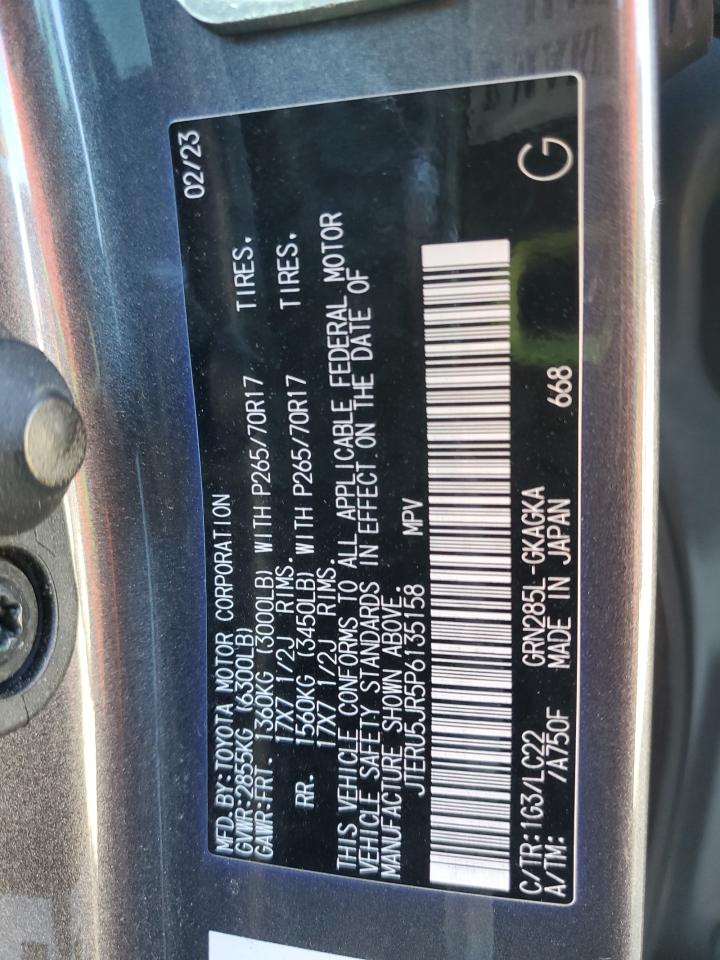 MFD.BY:TOYOTA MOTOR CORPORATION 02/23
GVWR:2855KG (6300LB)
GAWR:FRT. 1360KG (3000LB) WITH P265/70R17 TIRES.
17X7 1/2J RIMS.
RR. 1560KG (3450LB) WITH P265/70R17 TIRES.
17X7 1/2J RIMS.
THIS VEHICLE CONFORMS TO ALL APPLICABLE FEDERAL MOTOR
VEHICLE SAFETY STANDARDS IN EFFECT ON THE DATE OF
MANUFACTURE SHOWN ABOVE.
JTERU5JR5P6135158 MPV
C/TR:1G3/LC22 GRN285L-GKAGKA G
A/TM: /A750F MADE IN JAPAN 668